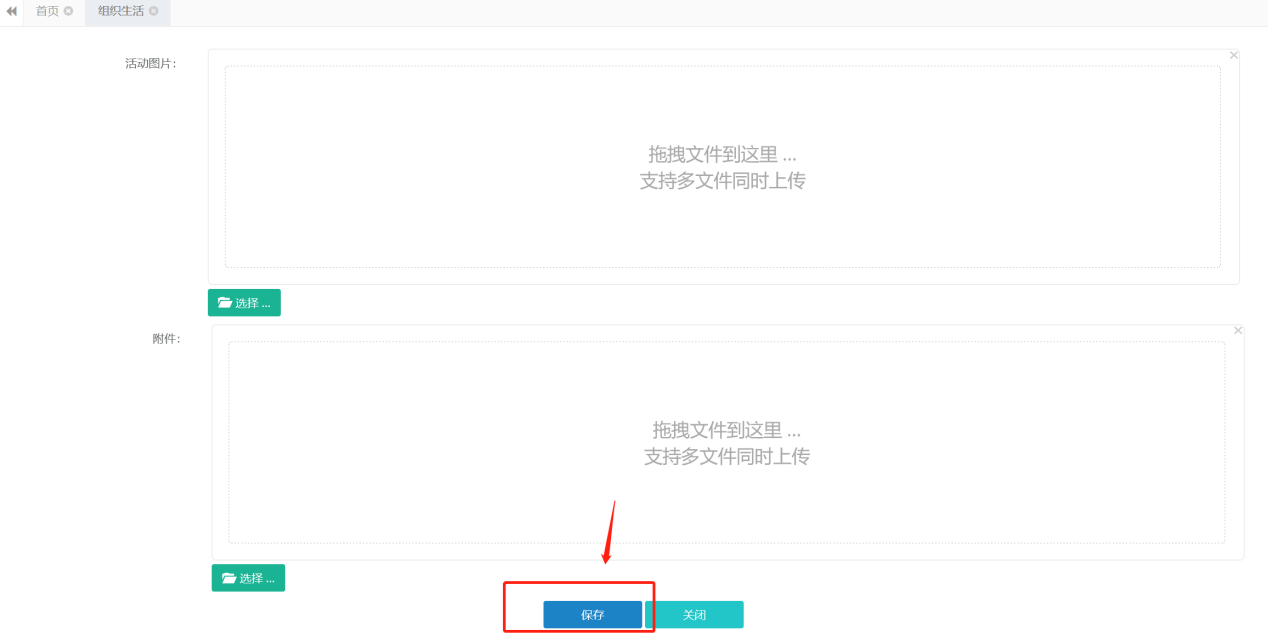 首页 组织生活
活动图片：
拖拽文件到这里 ...
支持多文件同时上传
选择 ...
附件：
拖拽文件到这里 ...
支持多文件同时上传
选择 ...
保存 关闭